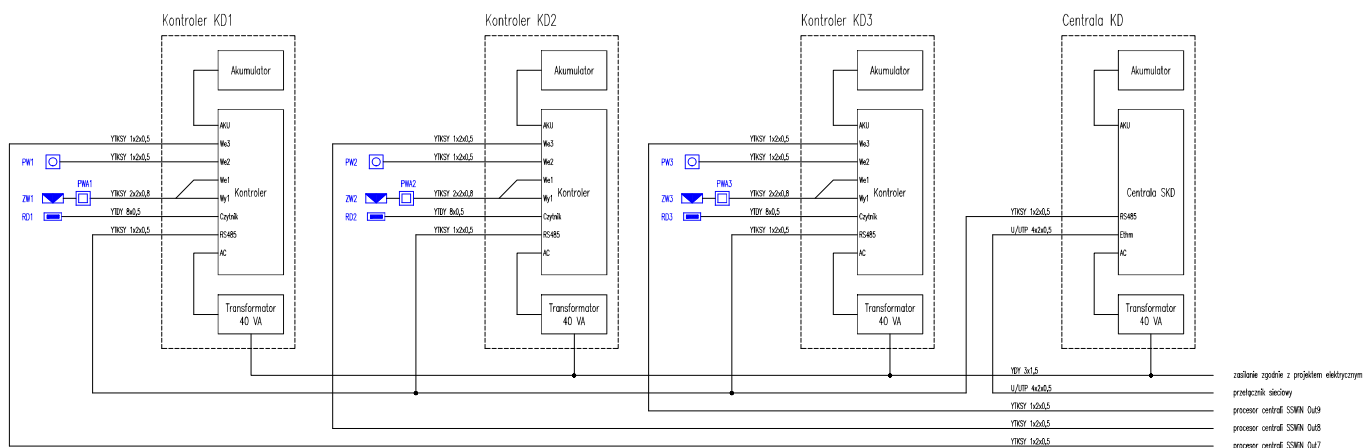 Kontroler KD1
Kontroler KD2
Kontroler KD3
Centrala KD
Akumulator
AKU
YTKSY 1x2x0,5
We3
PW1
YTKSY 1x2x0,5
We2
PWA1
We1
ZW1
YTKSY 2x2x0,8
Wy1
Kontroler
RD1
YTDY 8x0,5
Czytnik
YTKSY 1x2x0,5
RS485
AC
Transformator
40 VA
Akumulator
AKU
YTKSY 1x2x0,5
We3
PW2
YTKSY 1x2x0,5
We2
PWA2
We1
ZW2
YTKSY 2x2x0,8
Wy1
Kontroler
RD2
YTDY 8x0,5
Czytnik
YTKSY 1x2x0,5
RS485
AC
Transformator
40 VA
Akumulator
AKU
YTKSY 1x2x0,5
We3
PW3
YTKSY 1x2x0,5
We2
PWA3
We1
ZW3
YTKSY 2x2x0,8
Wy1
Kontroler
RD3
YTDY 8x0,5
Czytnik
YTKSY 1x2x0,5
RS485
AC
Transformator
40 VA
Akumulator
AKU
Centrala SKD
YTKSY 1x2x0,5
RS485
U/UTP 4x2x0,5
Ethrn
AC
Transformator
40 VA
YDY 3x1,5
zasilanie zgodnie z projektem elektrycznym
U/UTP 4x2x0,5
przełącznik sieciowy
YTKSY 1x2x0,5
procesor centrali SSWIN Out9
YTKSY 1x2x0,5
procesor centrali SSWIN Out8
YTKSY 1x2x0,5
procesor centrali SSWIN Out7